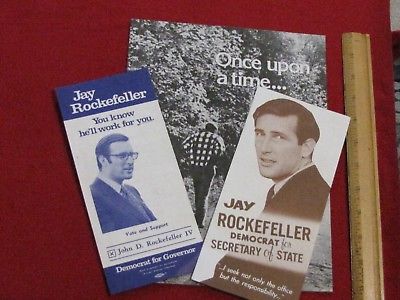 Jay
Rockefeller
You know
he'll work for you.
Vote and Support
x John D. Rockefeller IV
Democrat for Governor
Once upon
a time...
JAY
ROCKEFELLER
DEMOCRAT for
SECRETARY of STATE
...I seek not only the office
but the responsibility...